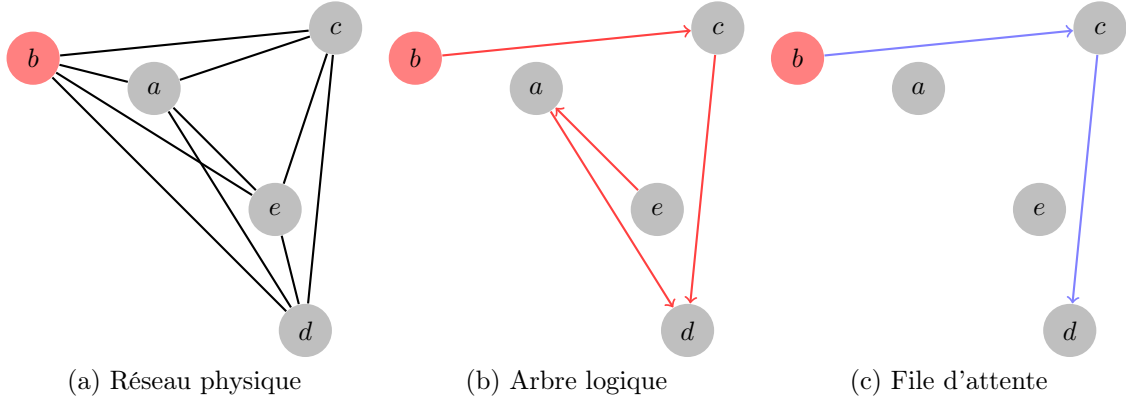 b
a
c
e
d
(a) Réseau physique
b
a
c
e
d
(b) Arbre logique
b
a
c
e
d
(c) File d'attente